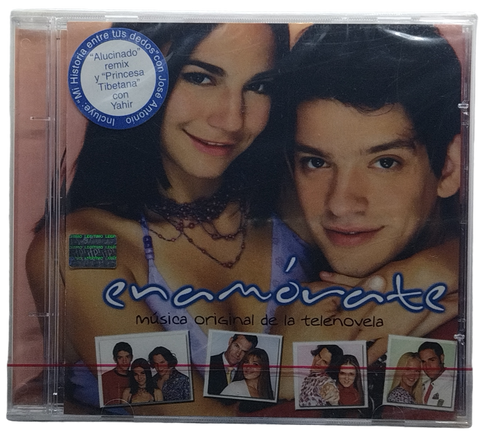 Incluye: "Mi Historia entre tus dedos" con José Antonio
"Alucinado"
remix
y "Princesa
Tibetana"
con
Yahir
enamórate
música original de la telenovela